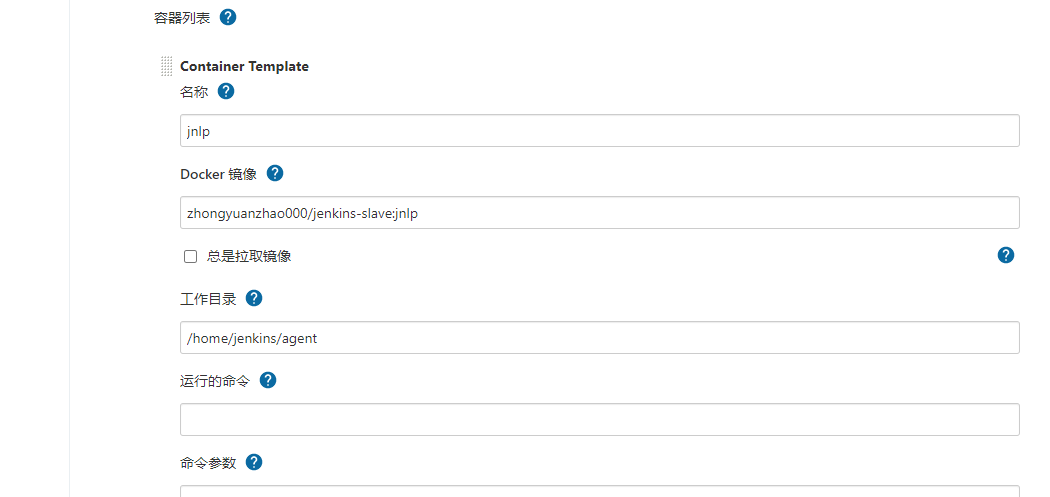 容器列表 ?
Container Template
名称 ?
jnlp
Docker 镜像 ?
zhongyuanzhao000/jenkins-slave:jnlp
总是拉取镜像 ?
工作目录 ?
/home/jenkins/agent
运行的命令 ?
命令参数 ?